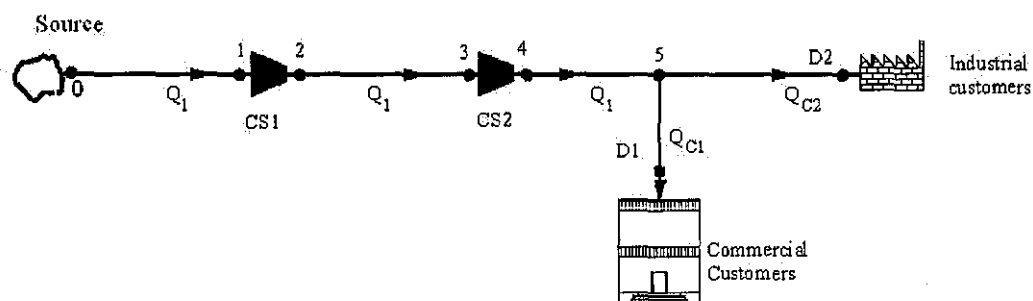 Source
0
Q1
1
CS1
2
Q1
3
CS2
4
Q1
5
QC2
D2
Industrial
customers
D1
QC1
Commercial
Customers